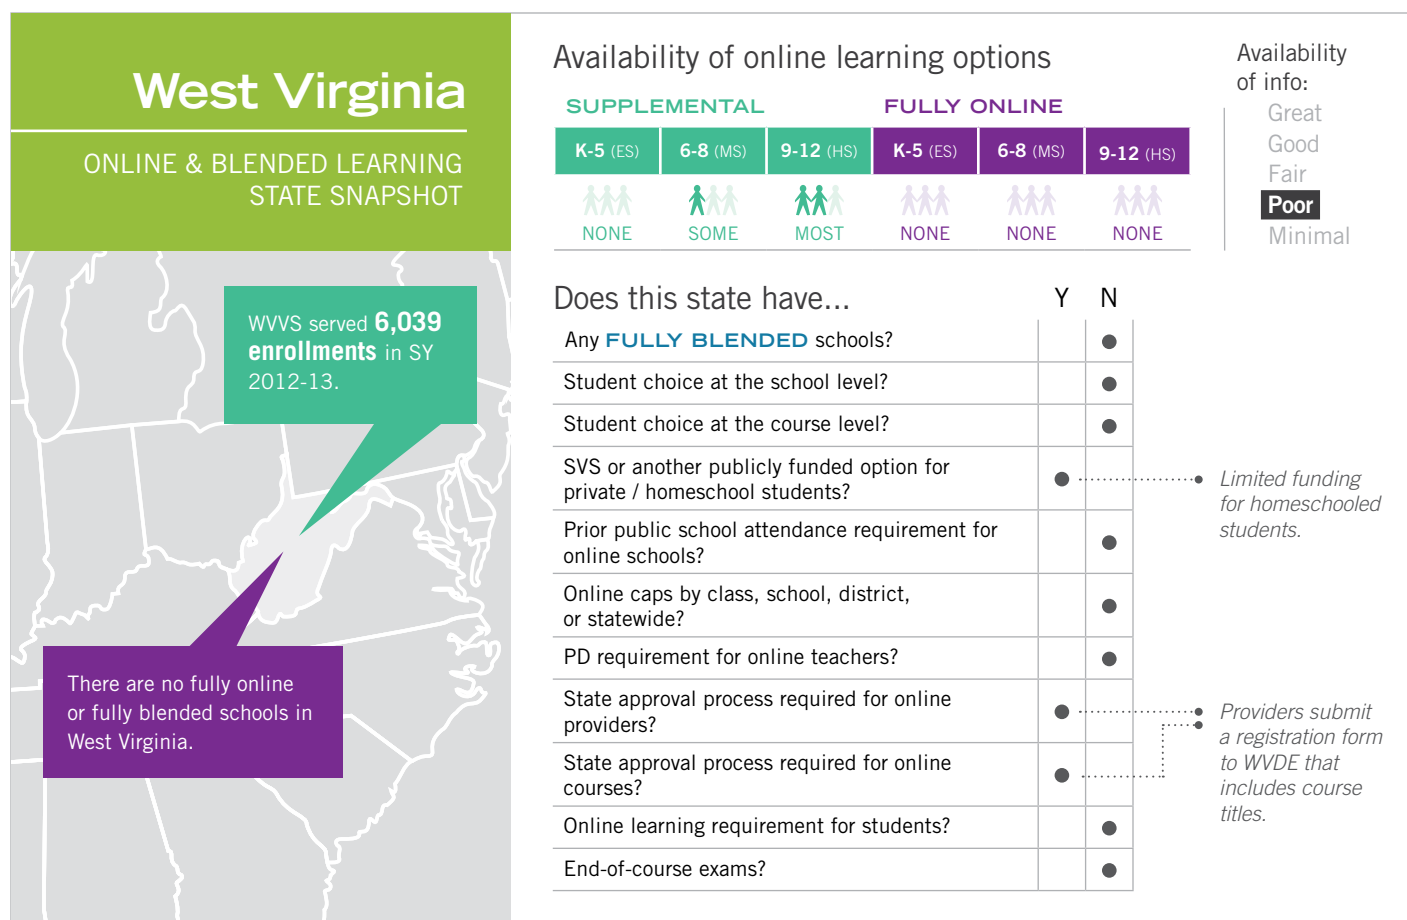 West Virginia
ONLINE & BLENDED LEARNING
STATE SNAPSHOT
WVVS served 6,039
enrollments in SY
2012-13.
There are no fully online
or fully blended schools in
West Virginia.
Availability of online learning options
SUPPLEMENTAL FULLY ONLINE
K-5 (ES) 6-8 (MS) 9-12 (HS) K-5 (ES) 6-8 (MS) 9-12 (HS)
NONE SOME MOST NONE NONE NONE
Availability
of info:
Great
Good
Fair
Poor
Minimal
Does this state have... Y N
Any FULLY BLENDED schools?
Student choice at the school level?
Student choice at the course level?
SVS or another publicly funded option for
private / homeschool students?
Limited funding
for homeschooled
students.
Prior public school attendance requirement for
online schools?
Online caps by class, school, district,
or statewide?
PD requirement for online teachers?
State approval process required for online
providers?
State approval process required for online
courses?
Providers submit
a registration form
to WVDE that
includes course
titles.
Online learning requirement for students?
End-of-course exams?